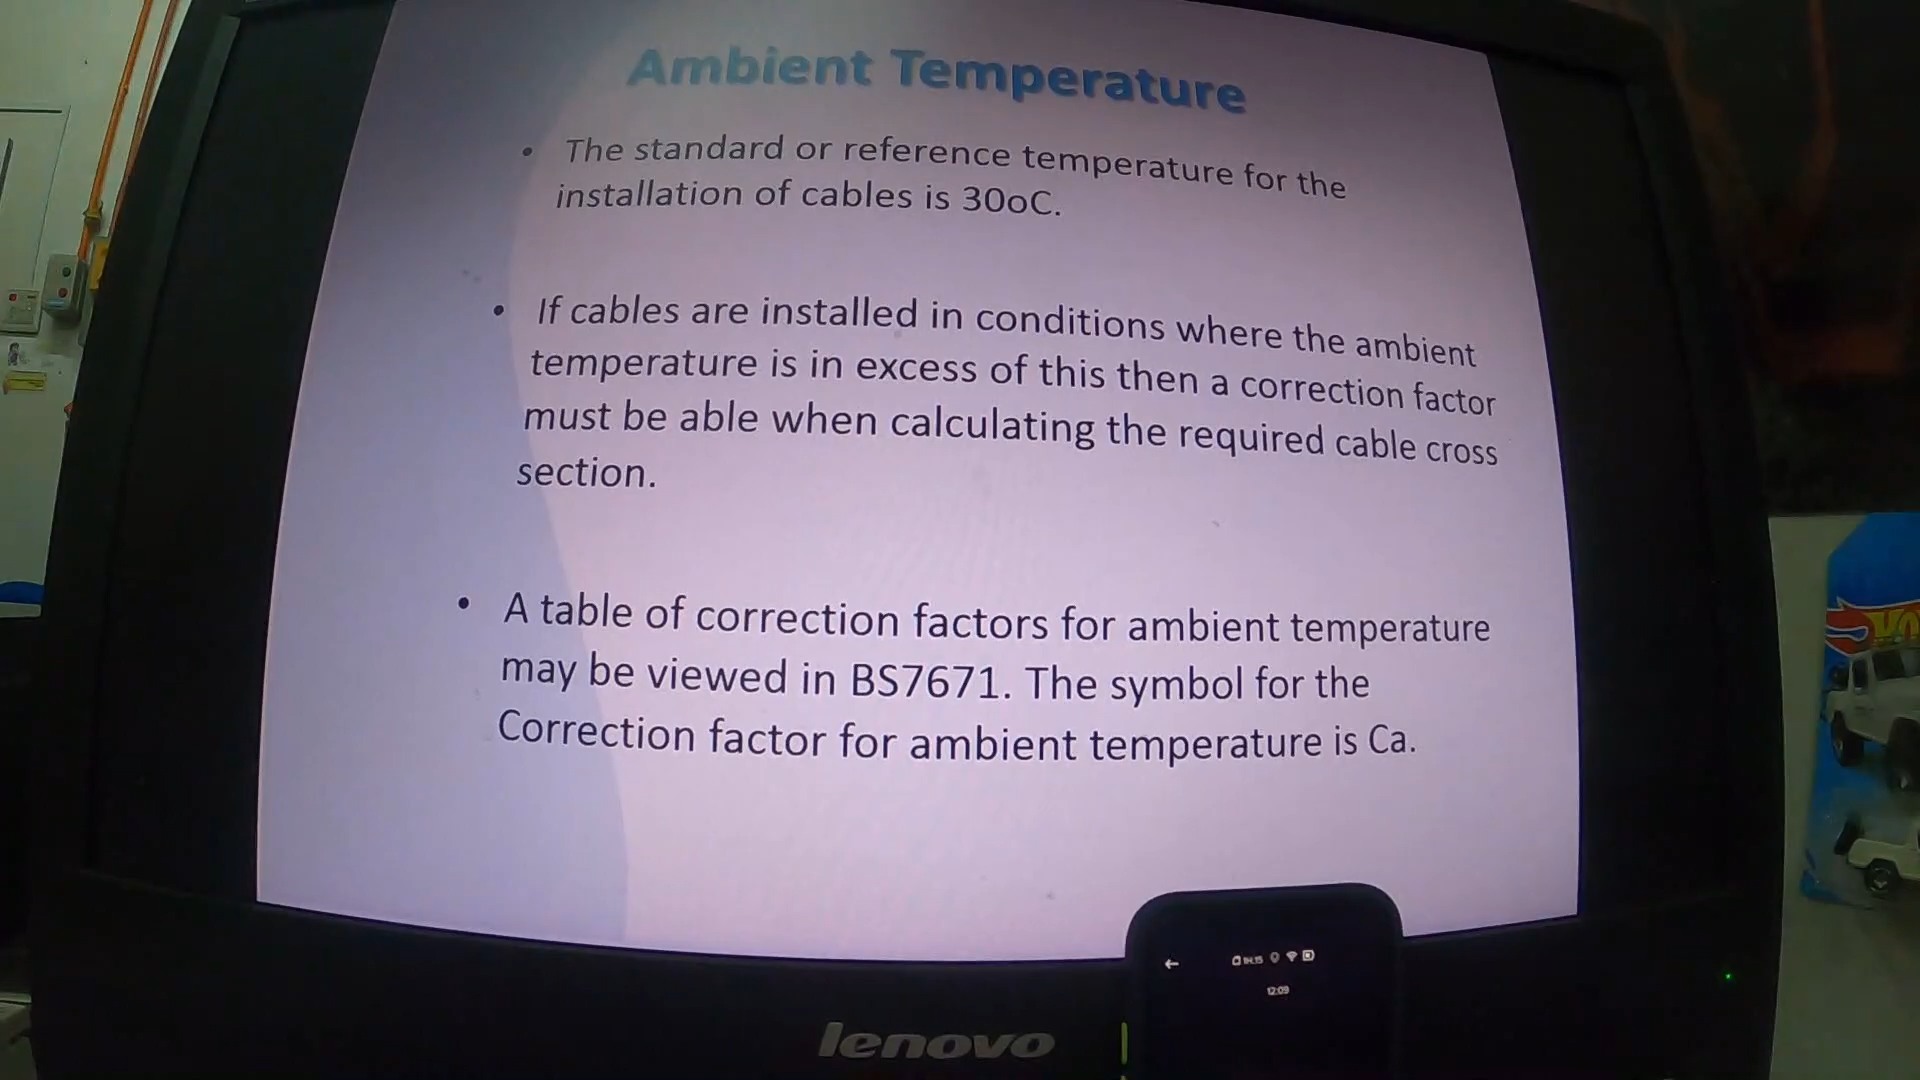 Ambient Temperature
• The standard or reference temperature for the
installation of cables is 30oC.
• If cables are installed in conditions where the ambient
temperature is in excess of this then a correction factor
must be able when calculating the required cable cross
section.
• A table of correction factors for ambient temperature
may be viewed in BS7671. The symbol for the
Correction factor for ambient temperature is Ca.
12:09
lenovo